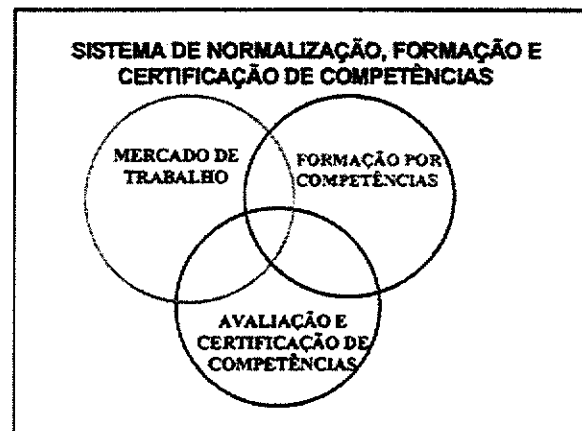 SISTEMA DE NORMALIZAÇÃO, FORMAÇÃO E
CERTIFICAÇÃO DE COMPETÊNCIAS
MERCADO DE
TRABALHO
FORMAÇÃO POR
COMPETÊNCIAS
AVALIAÇÃO E
CERTIFICAÇÃO DE
COMPETÊNCIAS